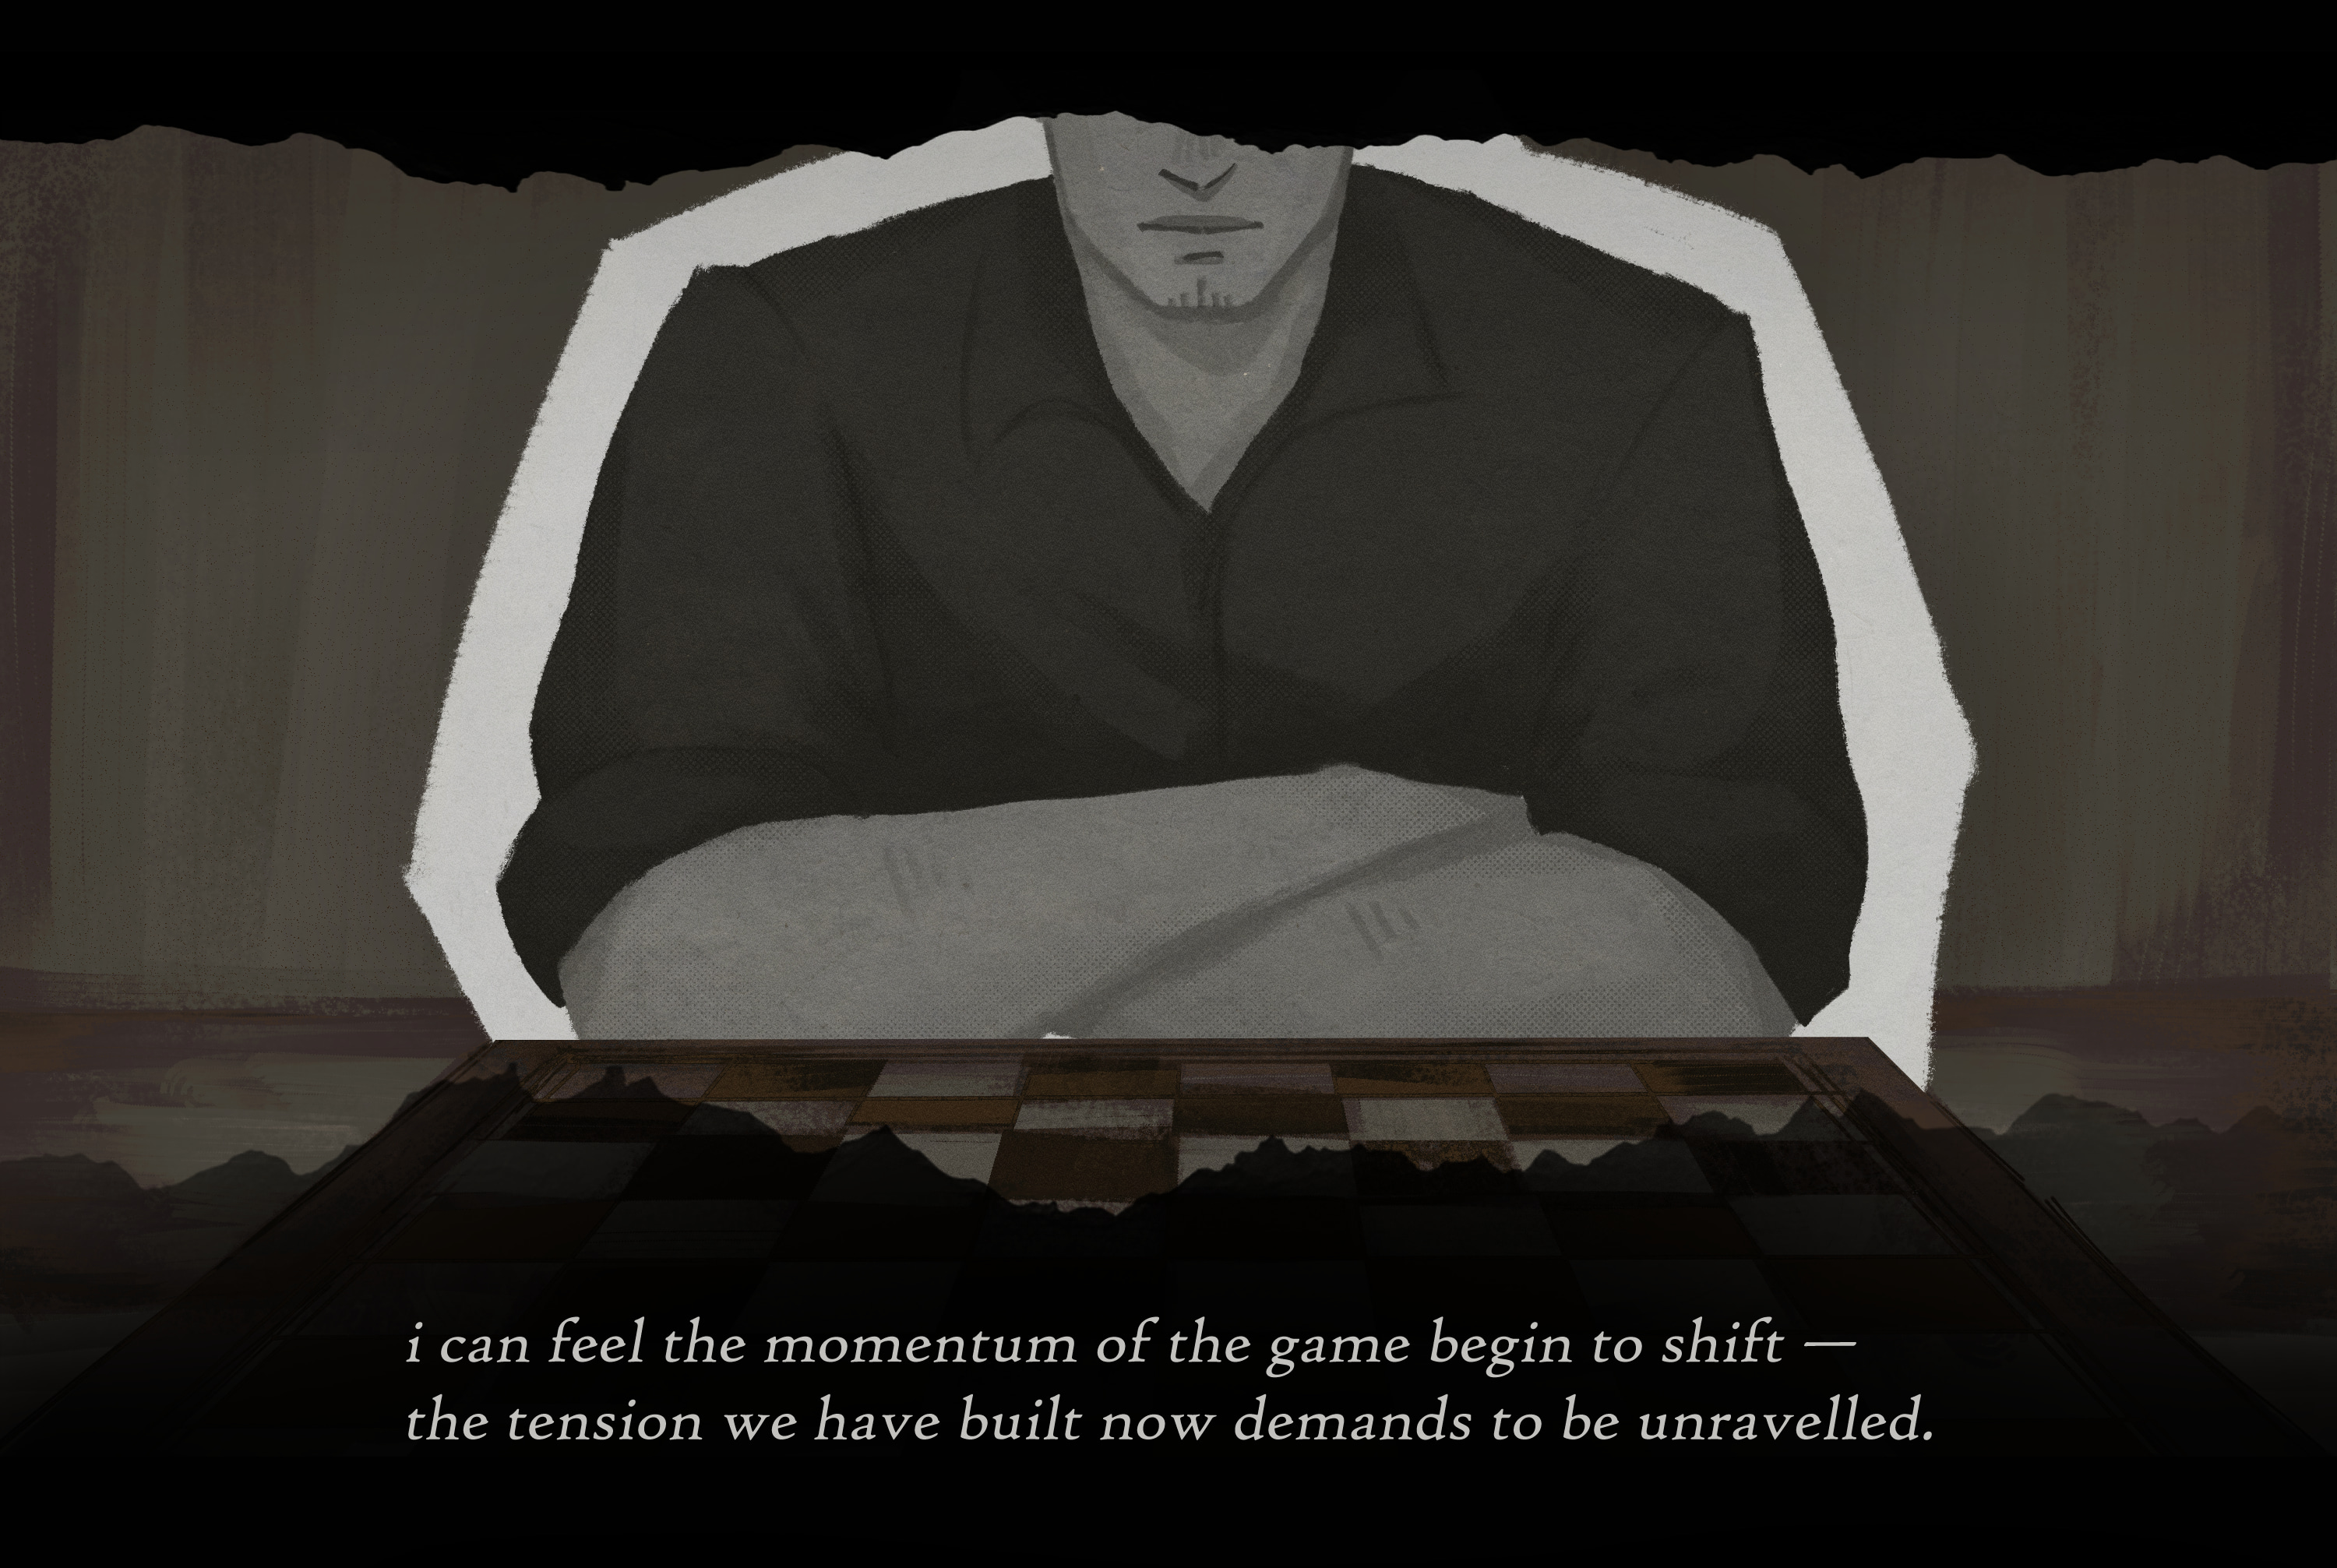 i can feel the momentum of the game begin to shift —
the tension we have built now demands to be unravelled.